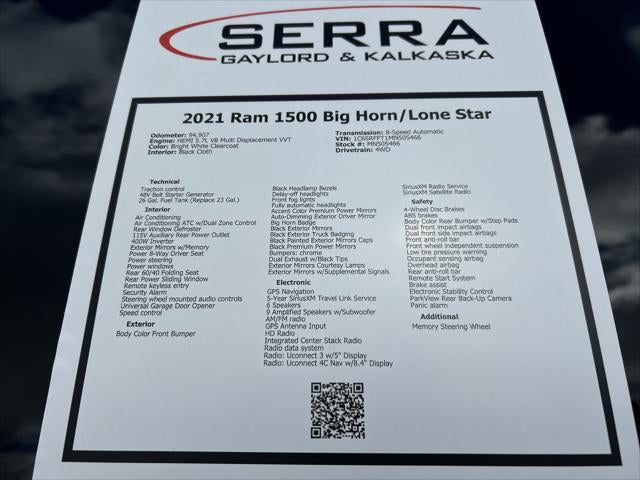 SERRA
GAYLORD & KALKASKA
2021 Ram 1500 Big Horn/Lone Star
Odometer: 94,907
Engine: HEMI 5.7L V8 Multi Displacement VVT
Color: Bright White Clearcoat
Interior: Black Cloth
Transmission: 8-Speed Automatic
VIN: 1C6SRFFT1MN505466
Stock #: MN505466
Drivetrain: 4WD
Technical
Traction control
48V Belt Starter Generator
26 Gal. Fuel Tank (Replace 23 Gal.)
Interior
Air Conditioning
Air Conditioning ATC w/Dual Zone Control
Rear Window Defroster
115V Auxiliary Rear Power Outlet
400W Inverter
Exterior Mirrors w/Memory
Power 8-Way Driver Seat
Power steering
Power windows
Rear 60/40 Folding Seat
Rear Power Sliding Window
Remote keyless entry
Security Alarm
Steering wheel mounted audio controls
Universal Garage Door Opener
Speed control
Exterior
Body Color Front Bumper
Black Headlamp Bezels
Delay-off headlights
Front fog lights
Fully automatic headlights
Accent Color Premium Power Mirrors
Auto-Dimming Exterior Driver Mirror
Big Horn Badge
Black Exterior Mirrors
Black Exterior Truck Badging
Black Painted Exterior Mirrors Caps
Black Premium Power Mirrors
Bumpers: chrome
Dual Exhaust w/Black Tips
Exterior Mirrors Courtesy Lamps
Exterior Mirrors w/Supplemental Signals
Electronic
GPS Navigation
5-Year SiriusXM Travel Link Service
6 Speakers
9 Amplified Speakers w/Subwoofer
AM/FM radio
GPS Antenna Input
HD Radio
Integrated Center Stack Radio
Radio data system
Radio: Uconnect 3 w/5" Display
Radio: Uconnect 4C Nav w/8.4" Display
SiriusXM Radio Service
SiriusXM Satellite Radio
Safety
4-Wheel Disc Brakes
ABS brakes
Body Color Rear Bumper w/Step Pads
Dual front impact airbags
Dual front side impact airbags
Front anti-roll bar
Front wheel independent suspension
Low tire pressure warning
Occupant sensing airbag
Overhead airbag
Rear anti-roll bar
Remote Start System
Brake assist
Electronic Stability Control
ParkView Rear Back-Up Camera
Panic alarm
Additional
Memory Steering Wheel